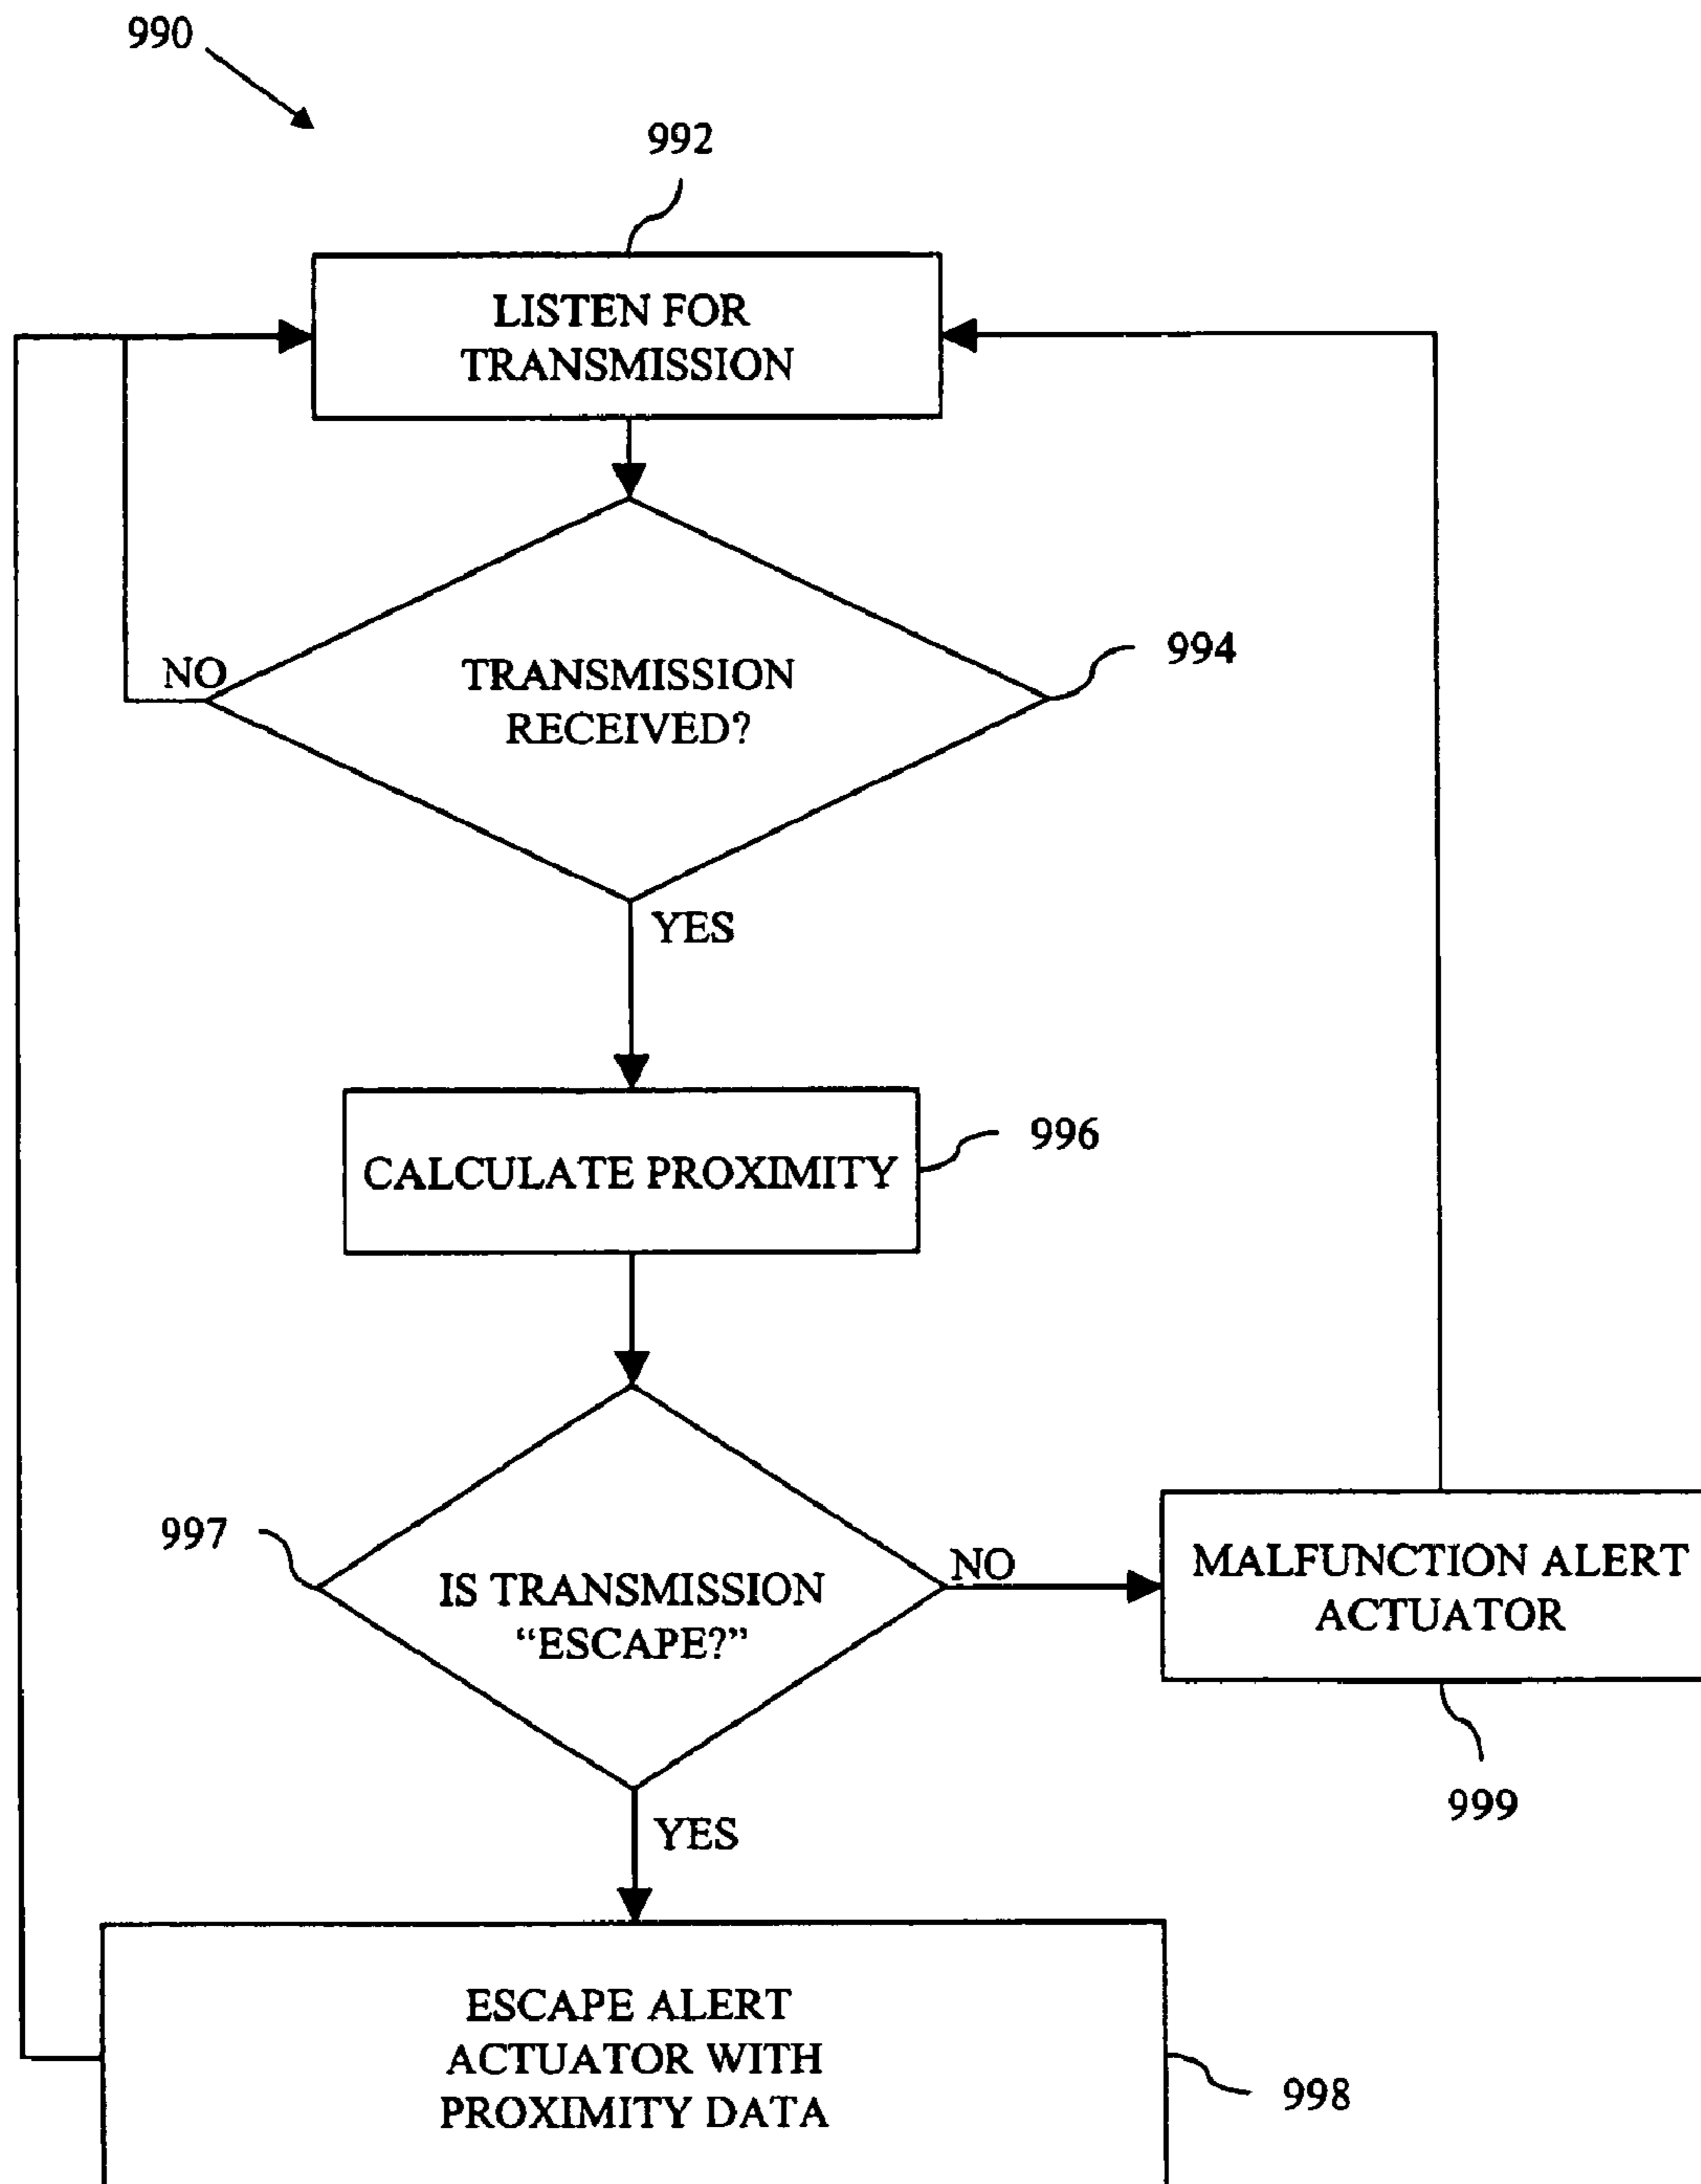 990
992
LISTEN FOR
TRANSMISSION
994
NO
TRANSMISSION
RECEIVED?
YES
996
CALCULATE PROXIMITY
997
IS TRANSMISSION
“ESCAPE?”
NO
MALFUNCTION ALERT
ACTUATOR
999
YES
ESCAPE ALERT
ACTUATOR WITH
PROXIMITY DATA
998